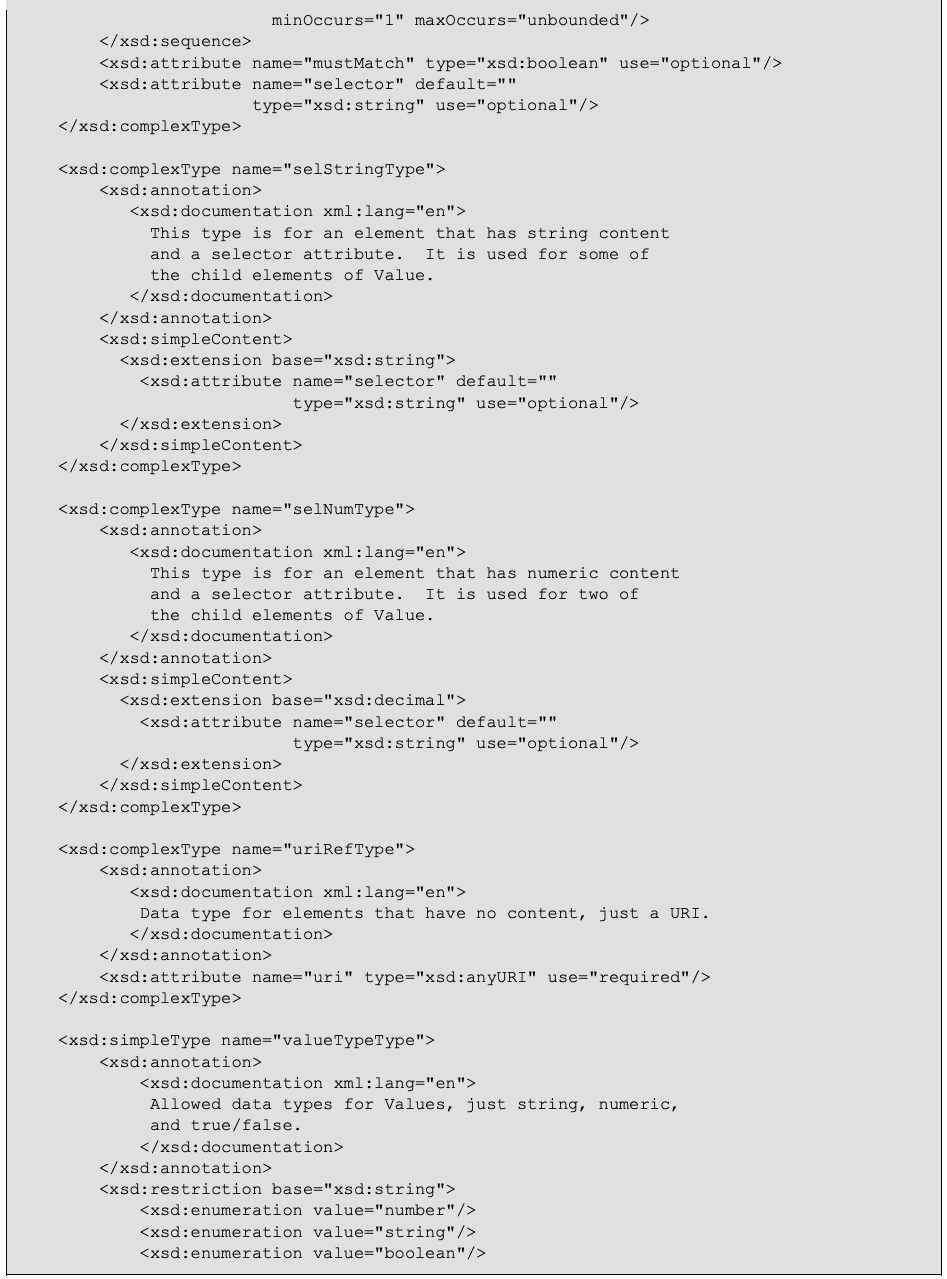 minOccurs="1" maxOccurs="unbounded"/>
    </xsd:sequence>
    <xsd:attribute name="mustMatch" type="xsd:boolean" use="optional"/>
    <xsd:attribute name="selector" default=""
                   type="xsd:string" use="optional"/>
</xsd:complexType>

<xsd:complexType name="selStringType">
    <xsd:annotation>
       <xsd:documentation xml:lang="en">
         This type is for an element that has string content
         and a selector attribute.  It is used for some of
         the child elements of Value.
       </xsd:documentation>
    </xsd:annotation>
    <xsd:simpleContent>
      <xsd:extension base="xsd:string">
        <xsd:attribute name="selector" default=""
                       type="xsd:string" use="optional"/>
      </xsd:extension>
    </xsd:simpleContent>
</xsd:complexType>

<xsd:complexType name="selNumType">
    <xsd:annotation>
       <xsd:documentation xml:lang="en">
         This type is for an element that has numeric content
         and a selector attribute.  It is used for two of
         the child elements of Value.
       </xsd:documentation>
    </xsd:annotation>
    <xsd:simpleContent>
      <xsd:extension base="xsd:decimal">
        <xsd:attribute name="selector" default=""
                       type="xsd:string" use="optional"/>
      </xsd:extension>
    </xsd:simpleContent>
</xsd:complexType>

<xsd:complexType name="uriRefType">
    <xsd:annotation>
       <xsd:documentation xml:lang="en">
        Data type for elements that have no content, just a URI.
       </xsd:documentation>
    </xsd:annotation>
    <xsd:attribute name="uri" type="xsd:anyURI" use="required"/>
</xsd:complexType>

<xsd:simpleType name="valueTypeType">
    <xsd:annotation>
        <xsd:documentation xml:lang="en">
         Allowed data types for Values, just string, numeric,
         and true/false.
        </xsd:documentation>
    </xsd:annotation>
    <xsd:restriction base="xsd:string">
        <xsd:enumeration value="number"/>
        <xsd:enumeration value="string"/>
        <xsd:enumeration value="boolean"/>